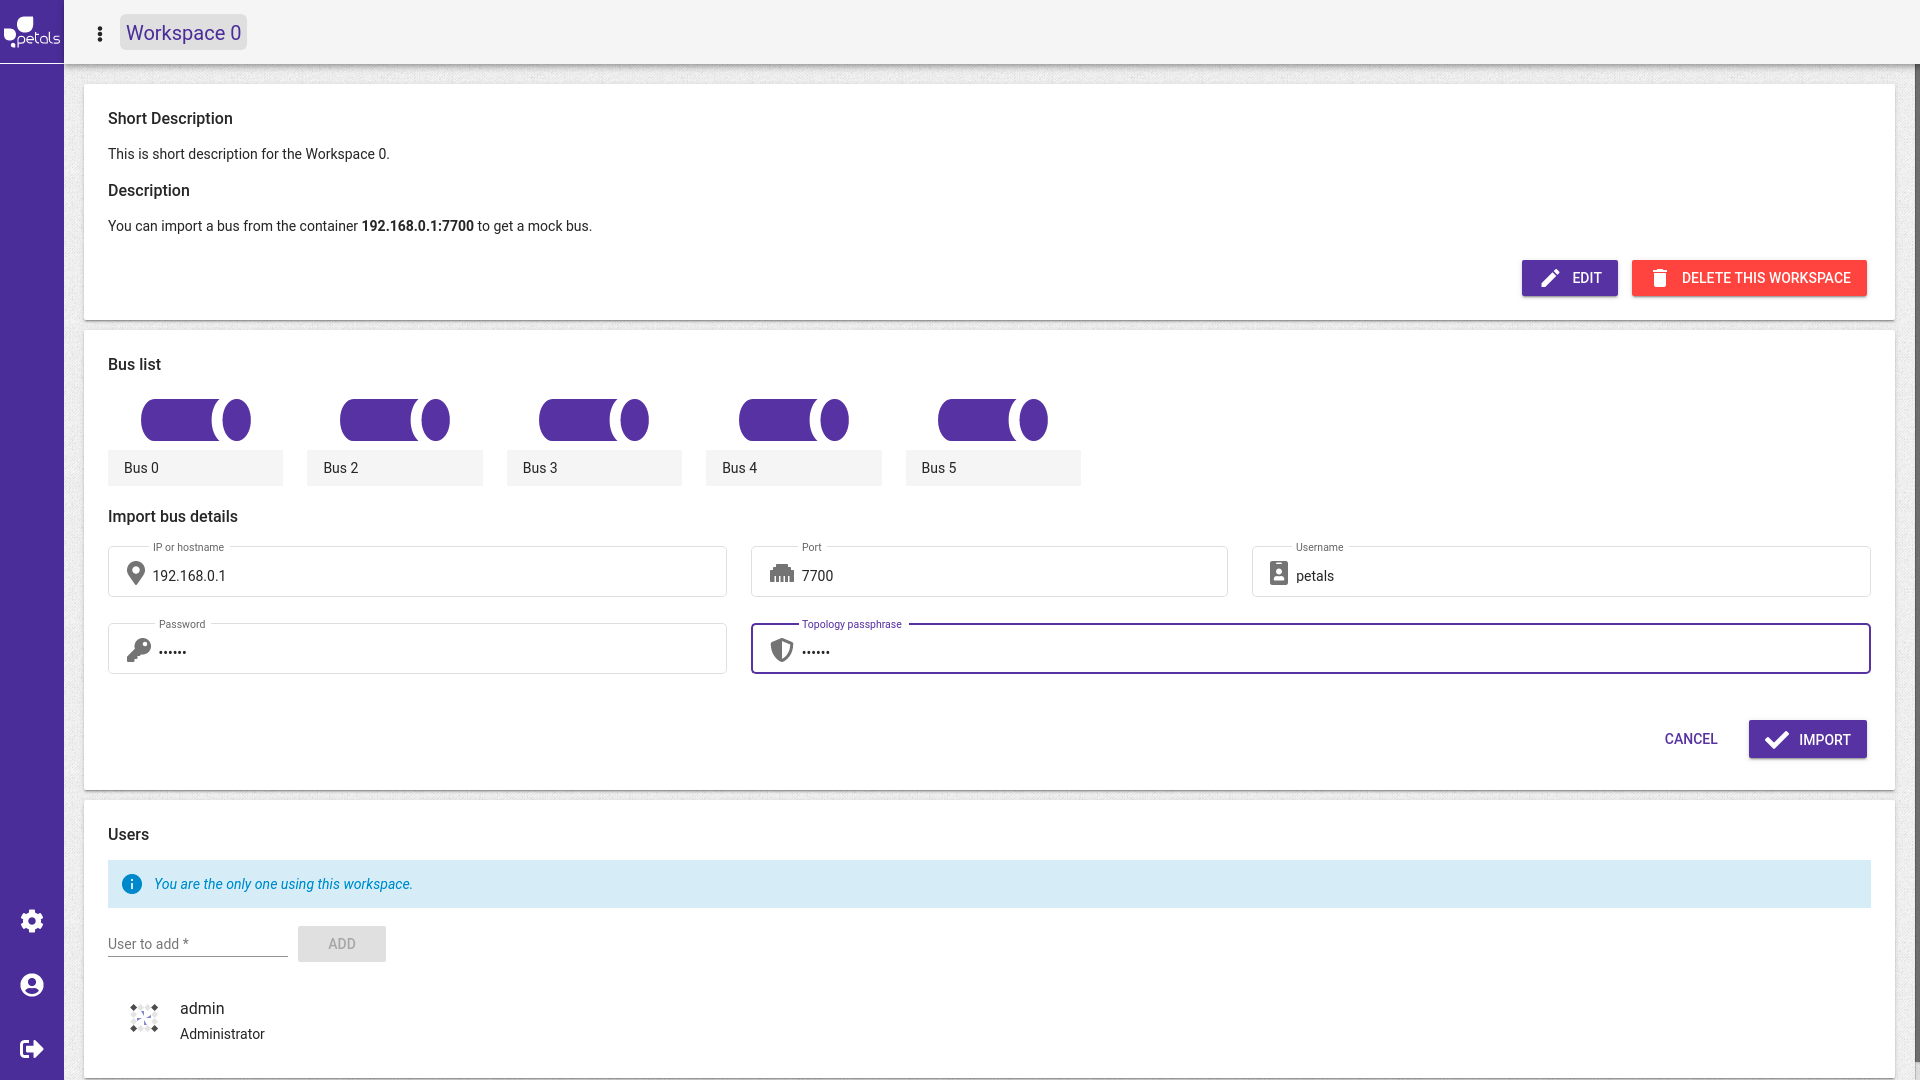 petals
Workspace 0
Short Description
This is short description for the Workspace 0.
Description
You can import a bus from the container 192.168.0.1:7700 to get a mock bus.
EDIT
DELETE THIS WORKSPACE
Bus list
Bus 0
Bus 2
Bus 3
Bus 4
Bus 5
Import bus details
IP or hostname
192.168.0.1
Port
7700
Username
petals
Password
••••••
Topology passphrase
••••••
CANCEL
IMPORT
Users
You are the only one using this workspace.
User to add *
ADD
admin
Administrator